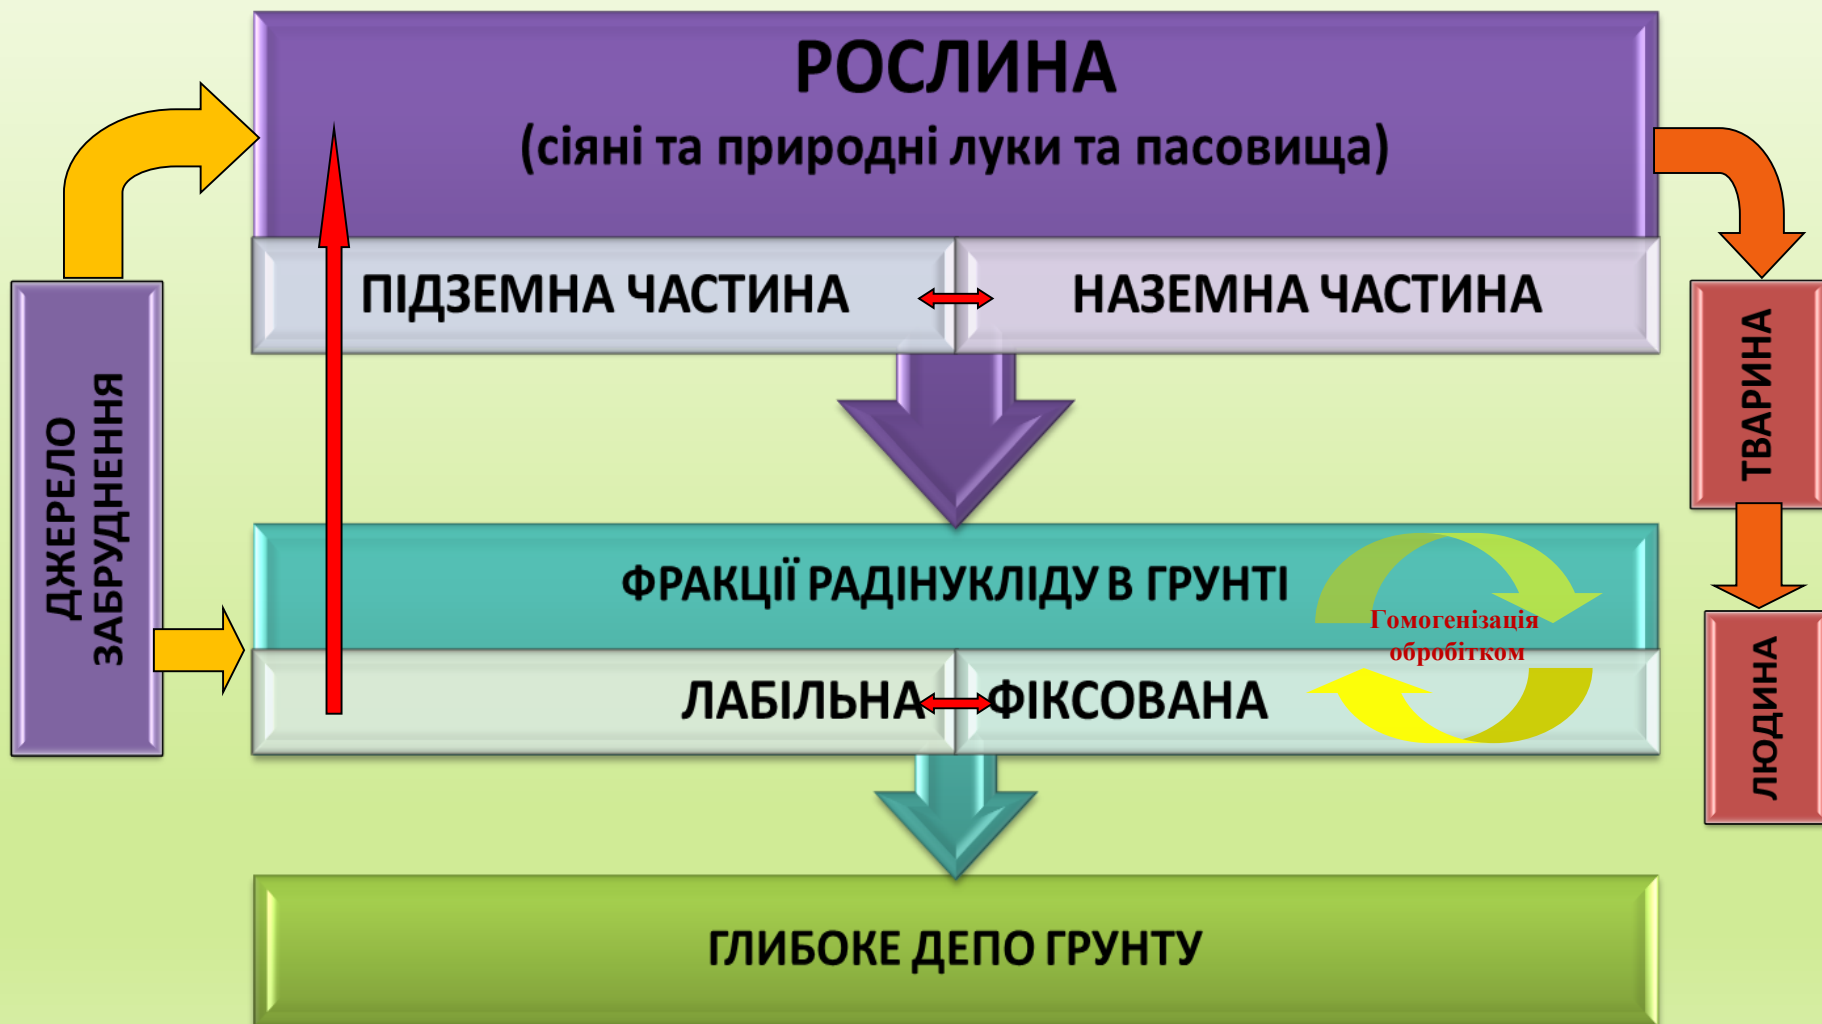 РОСЛИНА
(сіяні та природні луки та пасовища)
ПІДЗЕМНА ЧАСТИНА
НАЗЕМНА ЧАСТИНА
ДЖЕРЕЛО
ЗАБРУДНЕННЯ
ТВАРИНА
ФРАКЦІЇ РАДІНУКЛІДУ В ГРУНТІ
Гомогенізація
обробітком
ЛАБІЛЬНА
ФІКСОВАНА
ЛЮДИНА
ГЛИБОКЕ ДЕПО ГРУНТУ